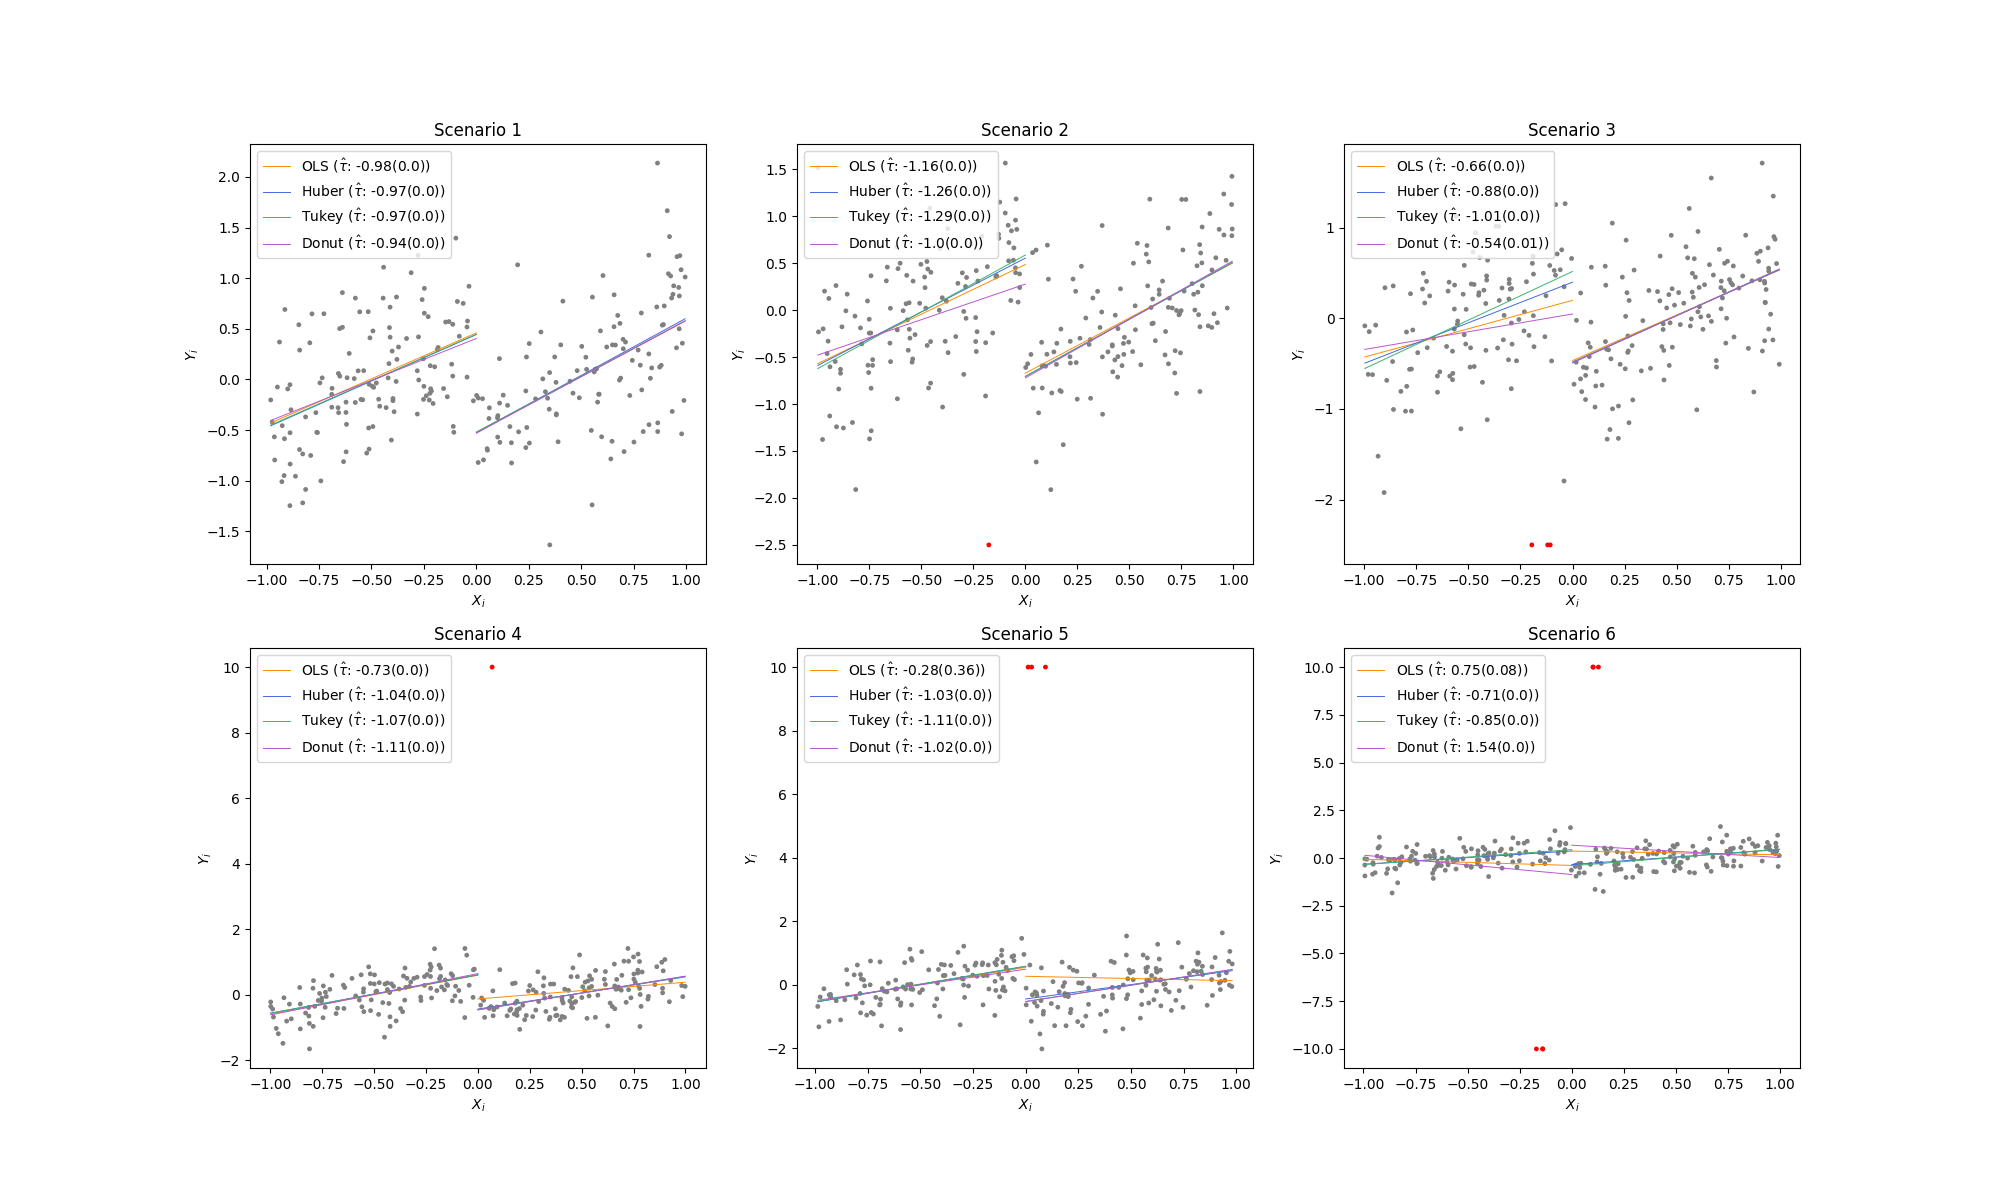 Scenario 1
OLS (τ̂: -0.98(0.0))
Huber (τ̂: -0.97(0.0))
Tukey (τ̂: -0.97(0.0))
Donut (τ̂: -0.94(0.0))
2.0
1.5
1.0
0.5
0.0
−0.5
−1.0
−1.5
Y_i
−1.00 −0.75 −0.50 −0.25 0.00 0.25 0.50 0.75 1.00
X_i
Scenario 2
OLS (τ̂: -1.16(0.0))
Huber (τ̂: -1.26(0.0))
Tukey (τ̂: -1.29(0.0))
Donut (τ̂: -1.0(0.0))
1.5
1.0
0.5
0.0
−0.5
−1.0
−1.5
−2.0
−2.5
Y_i
−1.00 −0.75 −0.50 −0.25 0.00 0.25 0.50 0.75 1.00
X_i
Scenario 3
OLS (τ̂: -0.66(0.0))
Huber (τ̂: -0.88(0.0))
Tukey (τ̂: -1.01(0.0))
Donut (τ̂: -0.54(0.01))
1
0
−1
−2
Y_i
−1.00 −0.75 −0.50 −0.25 0.00 0.25 0.50 0.75 1.00
X_i
Scenario 4
OLS (τ̂: -0.73(0.0))
Huber (τ̂: -1.04(0.0))
Tukey (τ̂: -1.07(0.0))
Donut (τ̂: -1.11(0.0))
10
8
6
4
2
0
−2
Y_i
−1.00 −0.75 −0.50 −0.25 0.00 0.25 0.50 0.75 1.00
X_i
Scenario 5
OLS (τ̂: -0.28(0.36))
Huber (τ̂: -1.03(0.0))
Tukey (τ̂: -1.11(0.0))
Donut (τ̂: -1.02(0.0))
10
8
6
4
2
0
−2
Y_i
−1.00 −0.75 −0.50 −0.25 0.00 0.25 0.50 0.75 1.00
X_i
Scenario 6
OLS (τ̂: 0.75(0.08))
Huber (τ̂: -0.71(0.0))
Tukey (τ̂: -0.85(0.0))
Donut (τ̂: 1.54(0.0))
10.0
7.5
5.0
2.5
0.0
−2.5
−5.0
−7.5
−10.0
Y_i
−1.00 −0.75 −0.50 −0.25 0.00 0.25 0.50 0.75 1.00
X_i